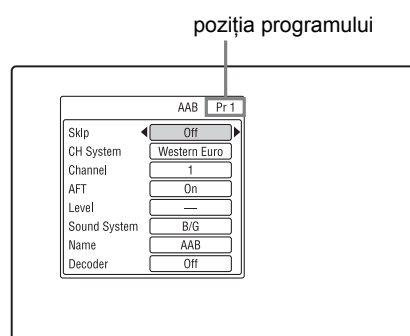 poziția programului
AAB Pr 1
Skip Off
CH System Western Euro
Channel 1
AFT On
Level —
Sound System B/G
Name AAB
Decoder Off